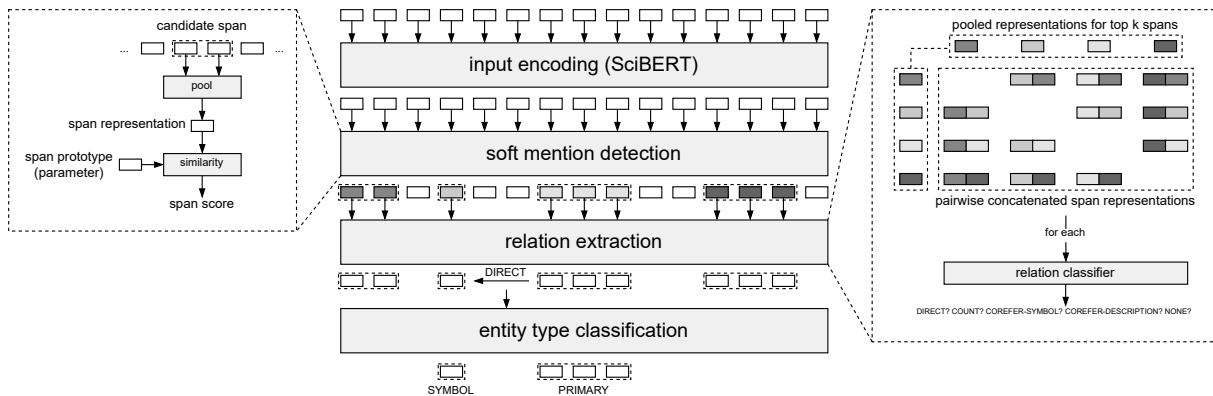 candidate span
... ...
pool
span representation
span prototype
(parameter)
similarity
span score
input encoding (SciBERT)
soft mention detection
relation extraction
DIRECT
entity type classification
SYMBOL
PRIMARY
pooled representations for top k spans
pairwise concatenated span representations
for each
relation classifier
DIRECT? COUNT? COREFER-SYMBOL? COREFER-DESCRIPTION? NONE?